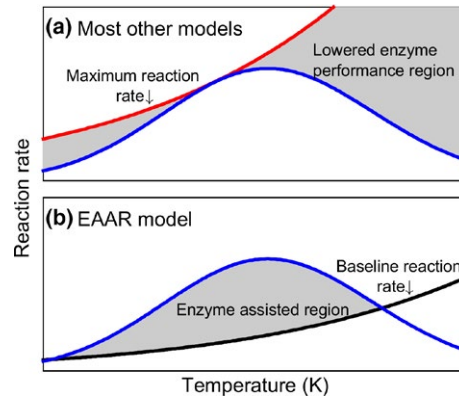 (a) Most other models
Lowered enzyme
performance region
Maximum reaction
rate↓
Reaction rate
(b) EAAR model
Baseline reaction
rate↓
Enzyme assisted region
Temperature (K)